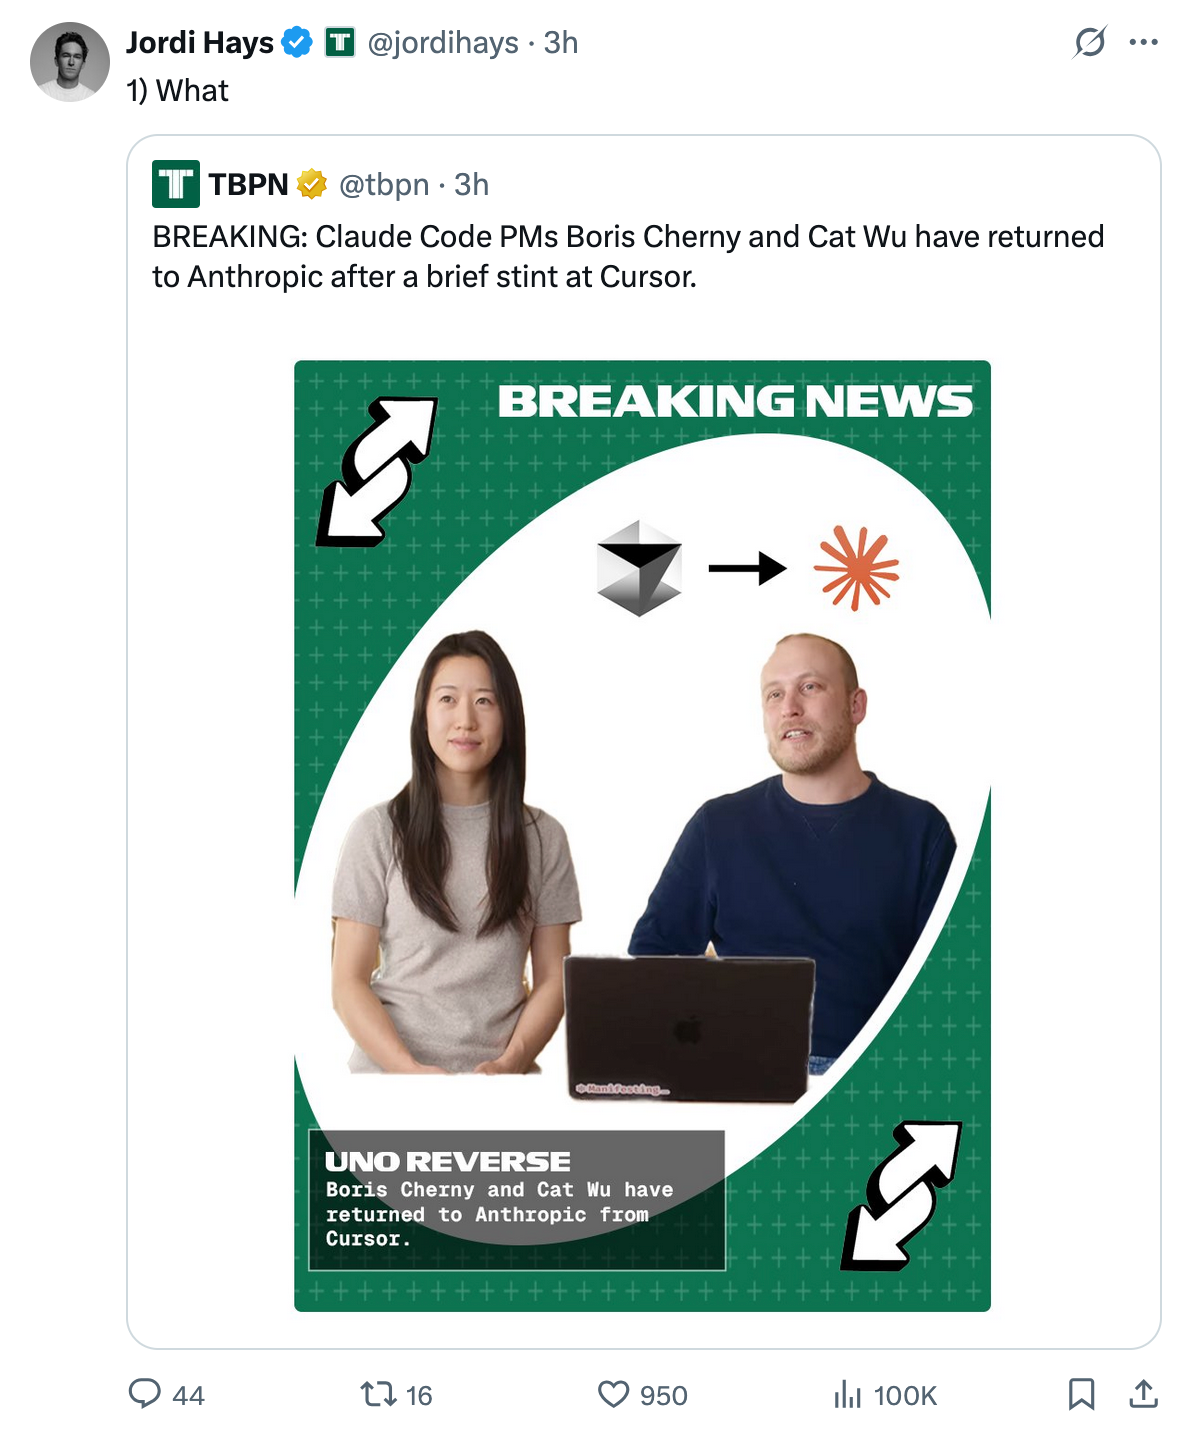 Jordi Hays @jordihays · 3h
1) What
TBPN @tbpn · 3h
BREAKING: Claude Code PMs Boris Cherny and Cat Wu have returned
to Anthropic after a brief stint at Cursor.
BREAKING NEWS
Manifesting...
UNO REVERSE
Boris Cherny and Cat Wu have
returned to Anthropic from
Cursor.
44 16 950 100K